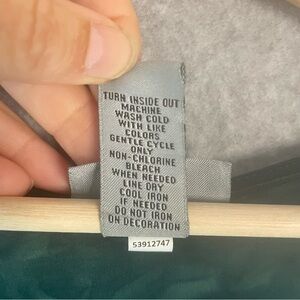 TURN INSIDE OUT
MACHINE
WASH COLD
WITH LIKE
COLORS
GENTLE CYCLE
ONLY
NON-CHLORINE
BLEACH
WHEN NEEDED
LINE DRY
COOL IRON
IF NEEDED
DO NOT IRON
ON DECORATION
53912747